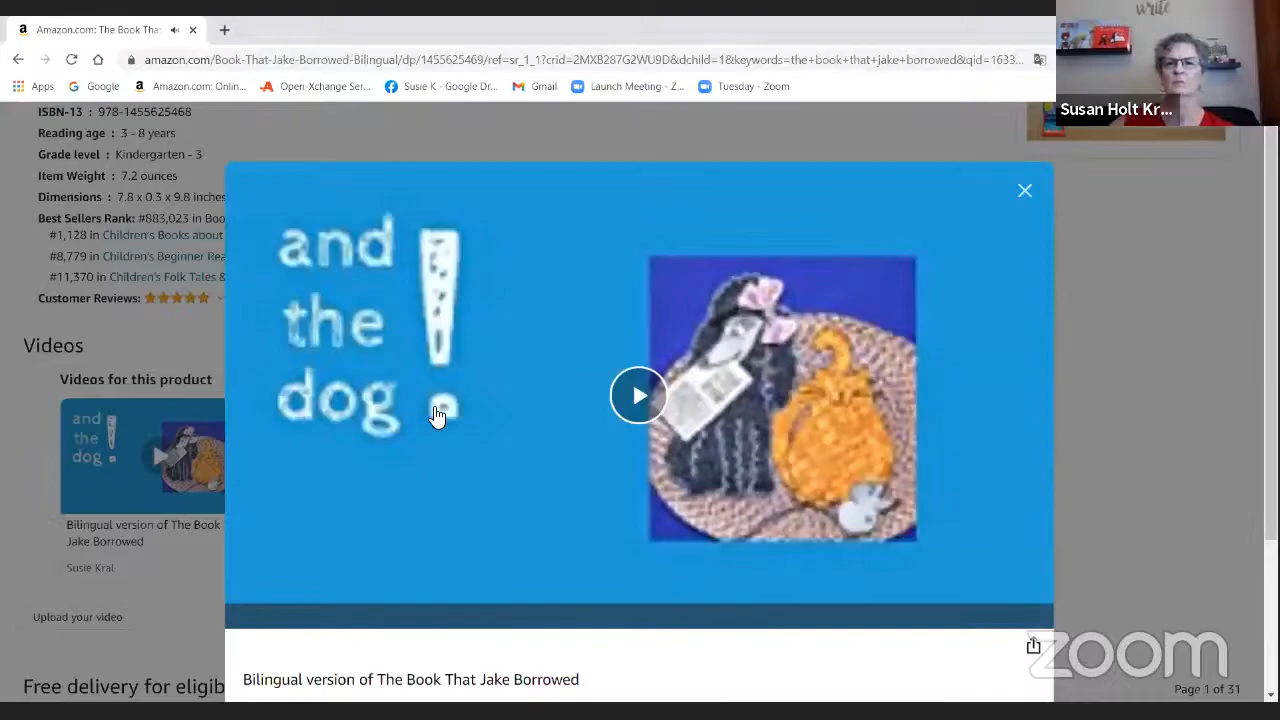 Amazon.com: The Book Tha
amazon.com/Book-That-Jake-Borrowed-Bilingual/dp/1455625469/ref=sr_1_1?crid=2MXB267G2WU9D&dchild=1&keywords=the+book+that+jake+borrowed&qid=1633...
Apps
Google
Amazon.com: Onlin...
Open-Xchange Ser...
Susie K - Google Dr...
Gmail
Launch Meeting - Z...
Tuesday - Zoom
write
Susan Holt Kr...
ISBN-13 : 978-1455625468
Reading age : 3 - 8 years
Grade level : Kindergarten - 3
Item Weight : 7.2 ounces
Dimensions : 7.8 x 0.3 x 9.8 inches
Best Sellers Rank: #883,023 in Boo
#1,128 in Children's Books about
#8,779 in Children's Beginner Rea
#11,370 in Children's Folk Tales &
Customer Reviews:
Videos
Videos for this product
and
the
dog
!
and
the
dog
!
Bilingual version of The Book
Jake Borrowed
Susie Kral
Upload your video
Free delivery for eligib
Bilingual version of The Book That Jake Borrowed
zoom
Page 1 of 31